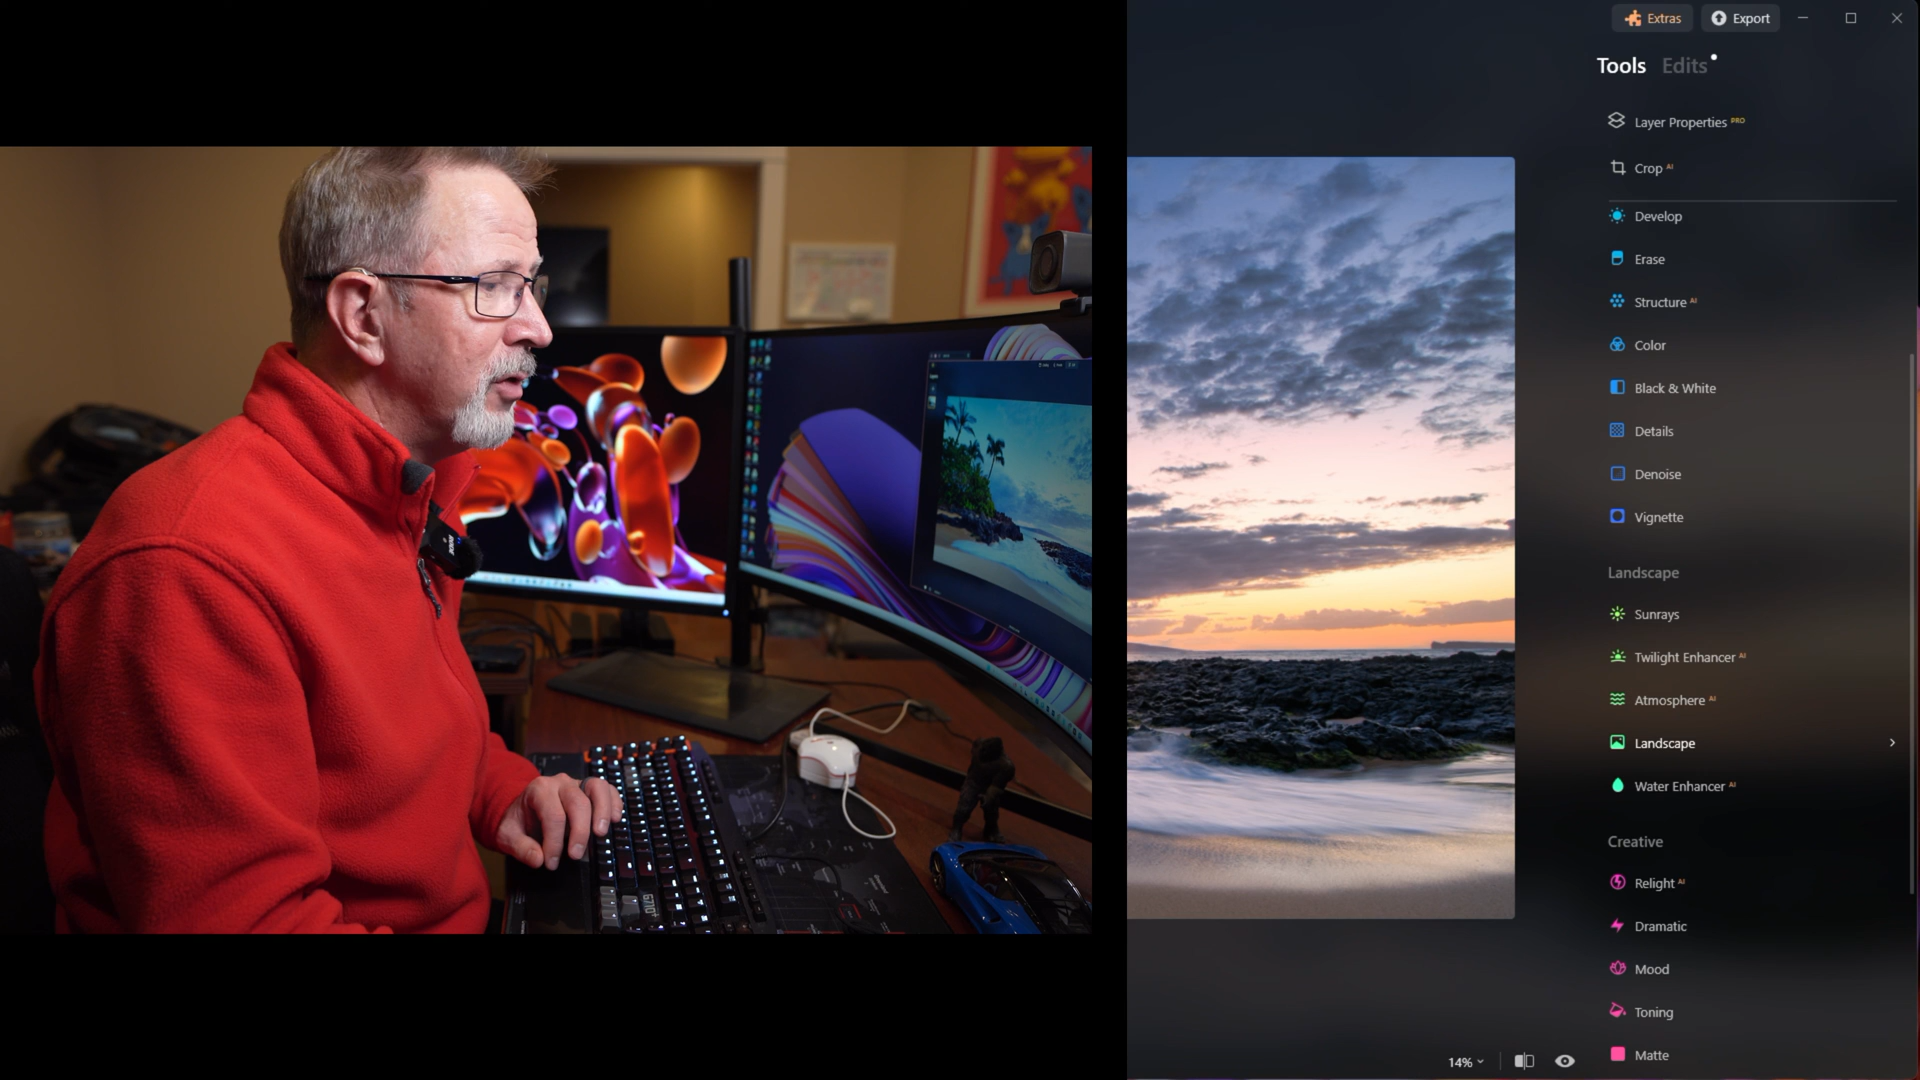 Extras
Export
Tools
Edits
Layer Properties PRO
Crop AI
Develop
Erase
Structure AI
Color
Black & White
Details
Denoise
Vignette
Landscape
Sunrays
Twilight Enhancer AI
Atmosphere AI
Landscape
Water Enhancer AI
Creative
Relight AI
Dramatic
Mood
Toning
Matte
14%